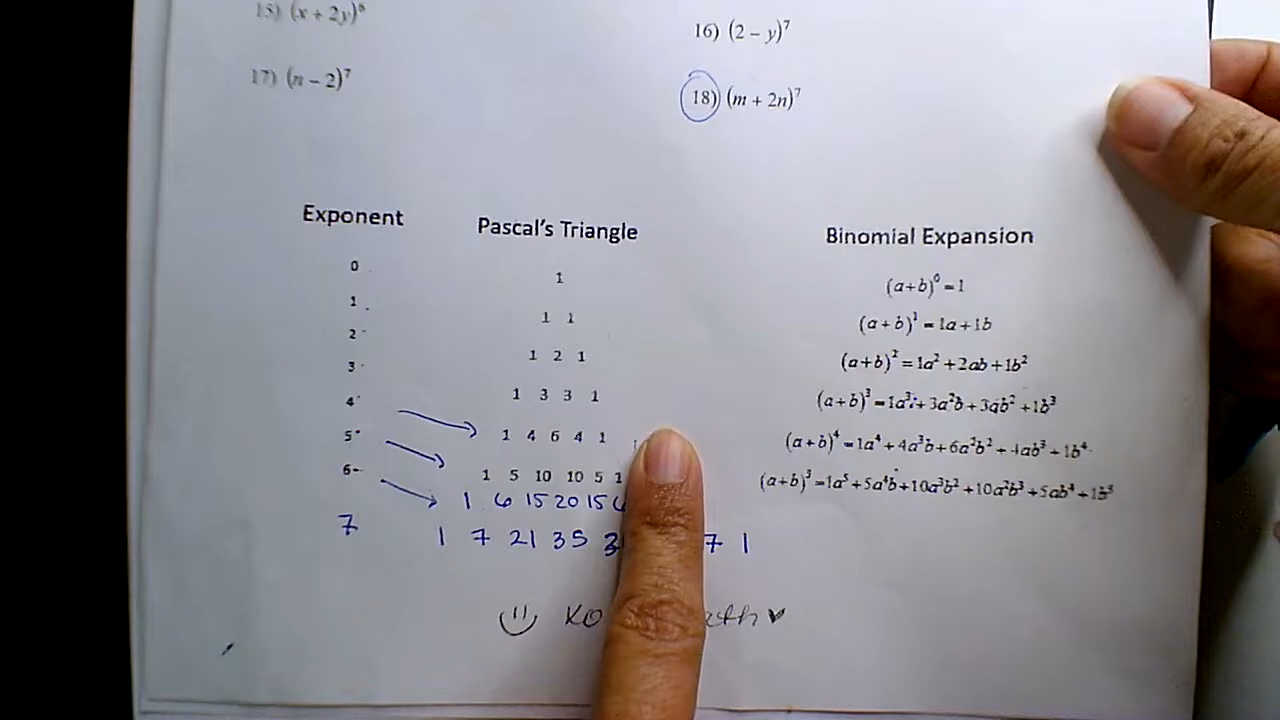 15) (x + 2y)⁶
16) (2 − y)⁷
17) (n − 2)⁷
18) (m + 2n)⁷
Exponent
Pascal's Triangle
Binomial Expansion
0
1
(a+b)⁰ = 1
1
1 1
(a+b)¹ = 1a+1b
2
1 2 1
(a+b)² = 1a² + 2ab + 1b²
3
1 3 3 1
(a+b)³ = 1a³ + 3a²b + 3ab² + 1b³
4
1 4 6 4 1
(a+b)⁴ = 1a⁴ + 4a³b + 6a²b² + 4ab³ + 1b⁴
5
1 5 10 10 5 1
(a+b)⁵ = 1a⁵ + 5a⁴b + 10a³b² + 10a²b³ + 5ab⁴ + 1b⁵
6
1 6 15 20 15
7
1 7 21 35 7 1